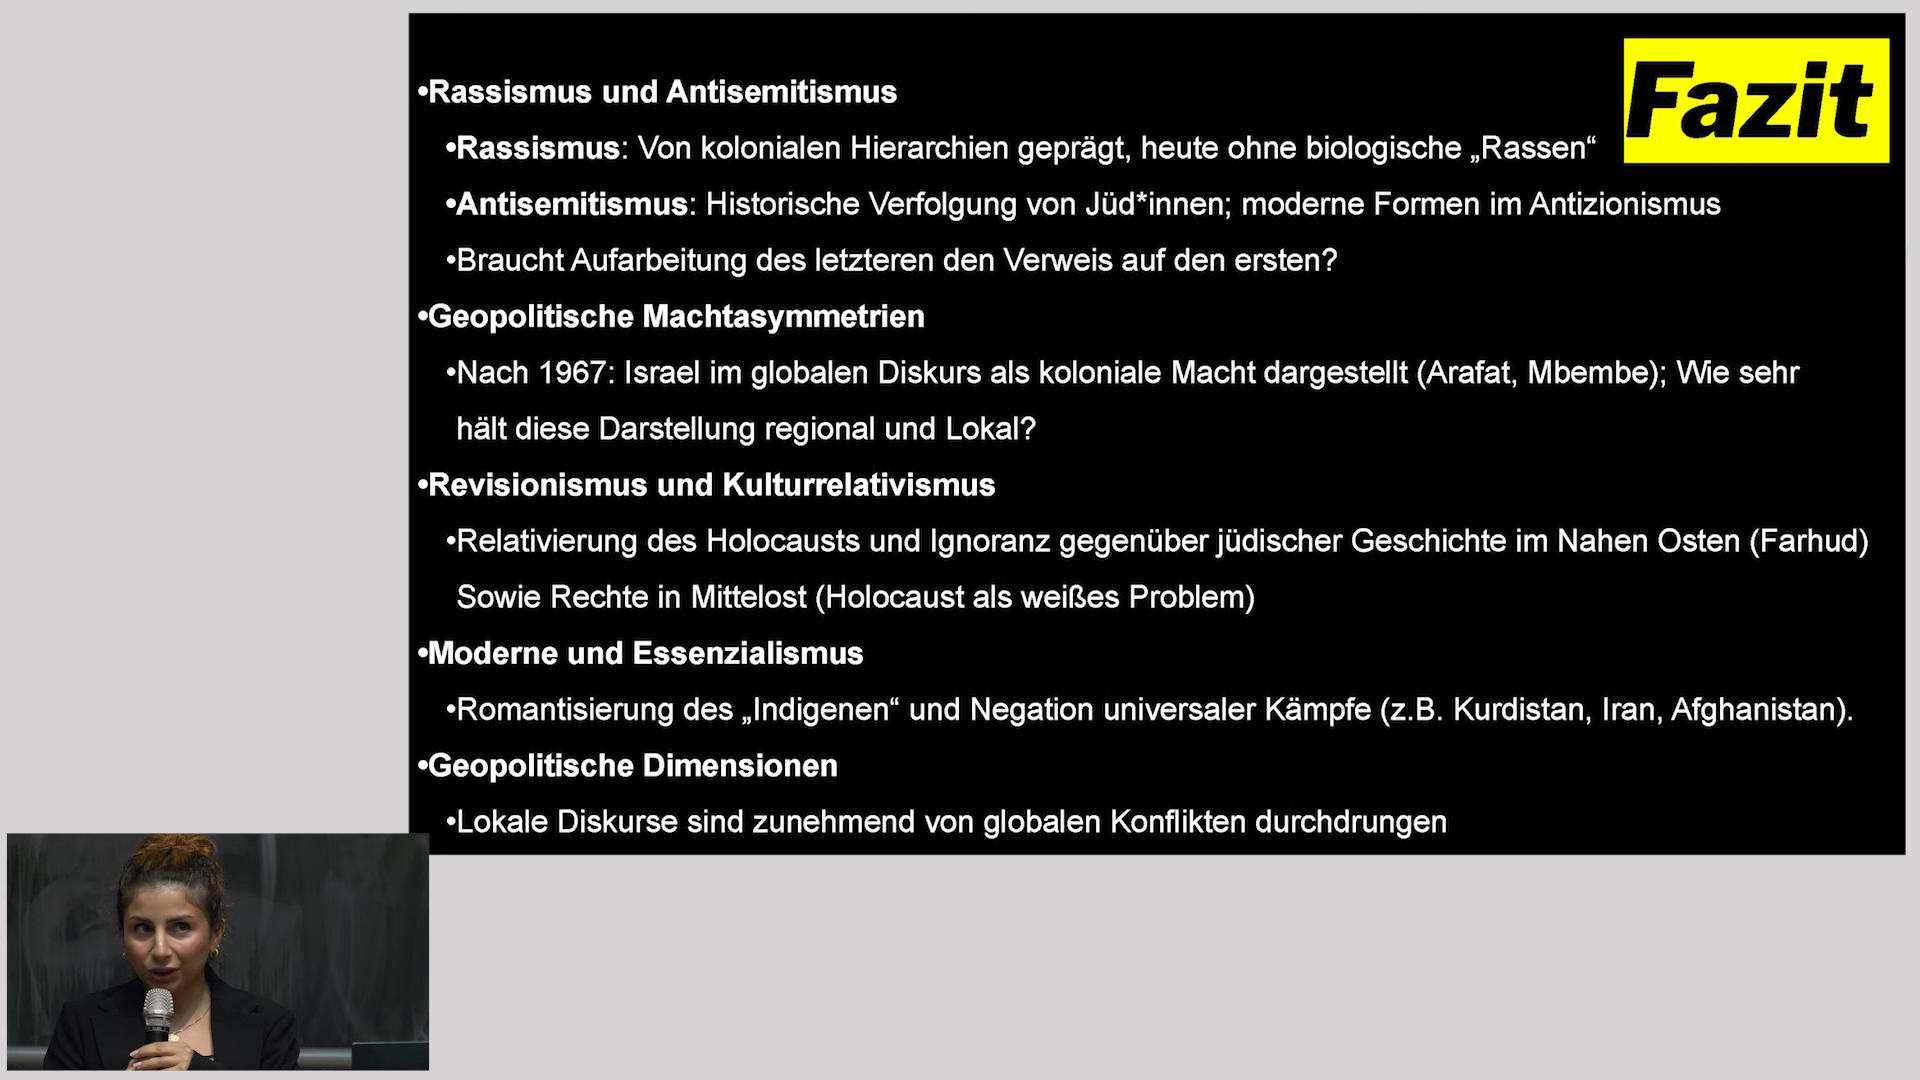 Fazit
•Rassismus und Antisemitismus
•Rassismus: Von kolonialen Hierarchien geprägt, heute ohne biologische „Rassen“
•Antisemitismus: Historische Verfolgung von Jüd*innen; moderne Formen im Antizionismus
•Braucht Aufarbeitung des letzteren den Verweis auf den ersten?
•Geopolitische Machtasymmetrien
•Nach 1967: Israel im globalen Diskurs als koloniale Macht dargestellt (Arafat, Mbembe); Wie sehr
hält diese Darstellung regional und Lokal?
•Revisionismus und Kulturrelativismus
•Relativierung des Holocausts und Ignoranz gegenüber jüdischer Geschichte im Nahen Osten (Farhud)
Sowie Rechte in Mittelost (Holocaust als weißes Problem)
•Moderne und Essenzialismus
•Romantisierung des „Indigenen“ und Negation universaler Kämpfe (z.B. Kurdistan, Iran, Afghanistan).
•Geopolitische Dimensionen
•Lokale Diskurse sind zunehmend von globalen Konflikten durchdrungen